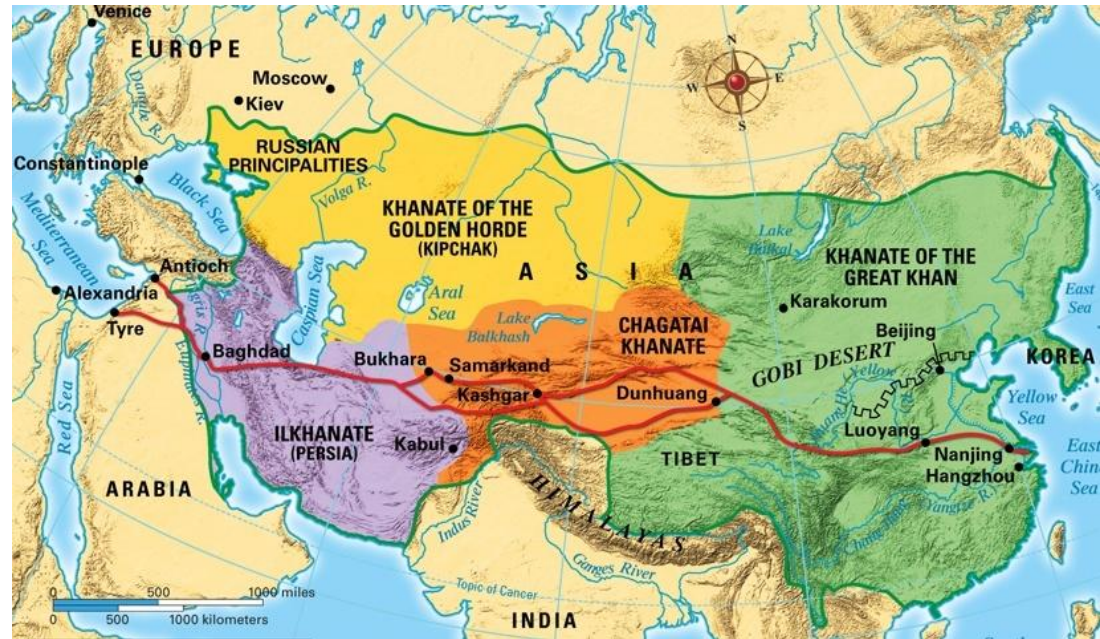 Venice
EUROPE
Moscow
Kiev
Danube R.
RUSSIAN
PRINCIPALITIES
Constantinople
Black Sea
Volga R.
Mediterranean
Sea
KHANATE OF THE
GOLDEN HORDE
(KIPCHAK)
ASIA
Lake
Baikal
KHANATE OF THE
GREAT KHAN
Antioch
Alexandria
Tyre
Tigris R.
Euphrates R.
Baghdad
Caspian Sea
Aral
Sea
Lake
Balkhash
CHAGATAI
KHANATE
Karakorum
Beijing
East
Sea
KOREA
Bukhara
Samarkand
Kashgar
Dunhuang
GOBI DESERT
Huang He
Yellow
R.
Yellow
Sea
Red Sea
ILKHANATE
(PERSIA)
Kabul
Luoyang
Nanjing
Hangzhou
East
China
Sea
TIBET
ARABIA
Indus River
HIMALAYAS
Yangtze R.
Ganges River
Topic of Cancer
INDIA
0 500 1000 miles
0 500 1000 kilometers
N
W
E
S